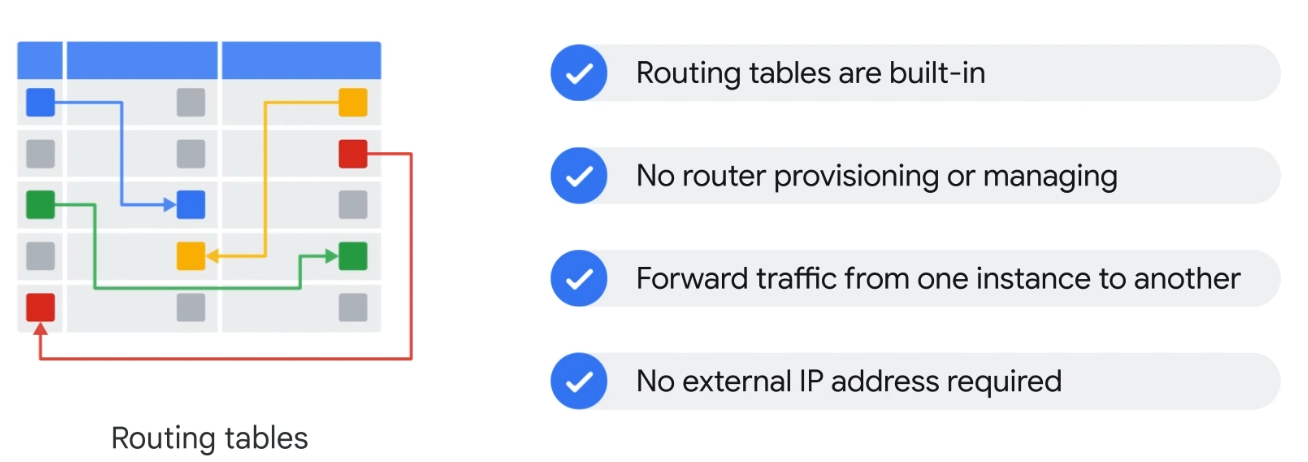 Routing tables are built-in
No router provisioning or managing
Forward traffic from one instance to another
No external IP address required
Routing tables